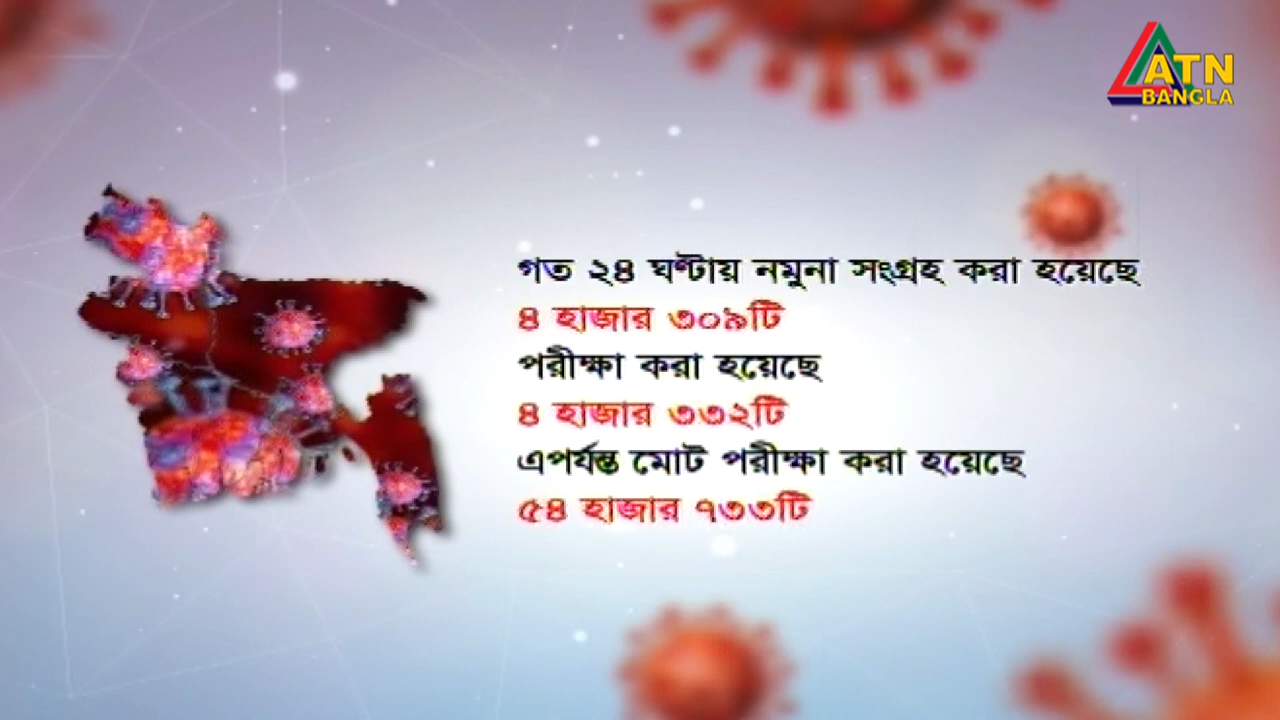 ATN
BANGLA
গত ২৪ ঘণ্টায় নমুনা সংগ্রহ করা হয়েছে
৪ হাজার ৩০৯টি
পরীক্ষা করা হয়েছে
৪ হাজার ৩৩২টি
এপর্যন্ত মোট পরীক্ষা করা হয়েছে
৫৪ হাজার ৭৩৩টি